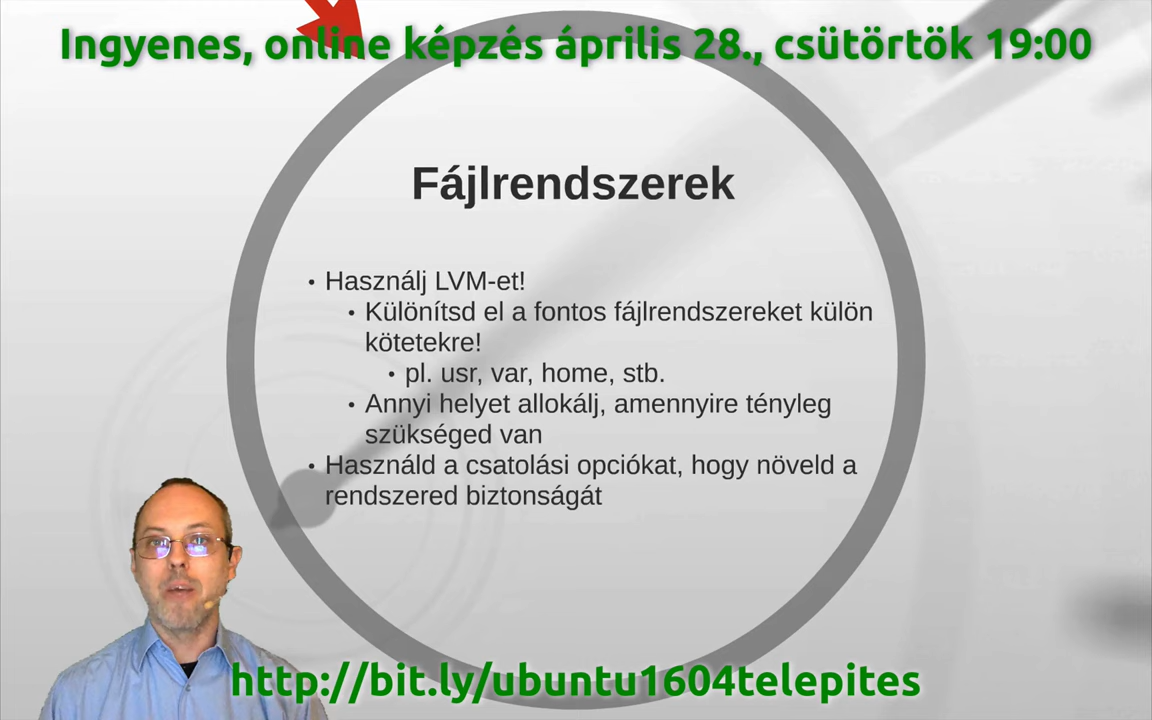 Ingyenes, online képzés április 28., csütörtök 19:00
Fájlrendszerek
• Használj LVM-et!
• Különítsd el a fontos fájlrendszereket külön
kötetekre!
• pl. usr, var, home, stb.
• Annyi helyet allokálj, amennyire tényleg
szükséged van
• Használd a csatolási opciókat, hogy növeld a
rendszered biztonságát
http://bit.ly/ubuntu1604telepites